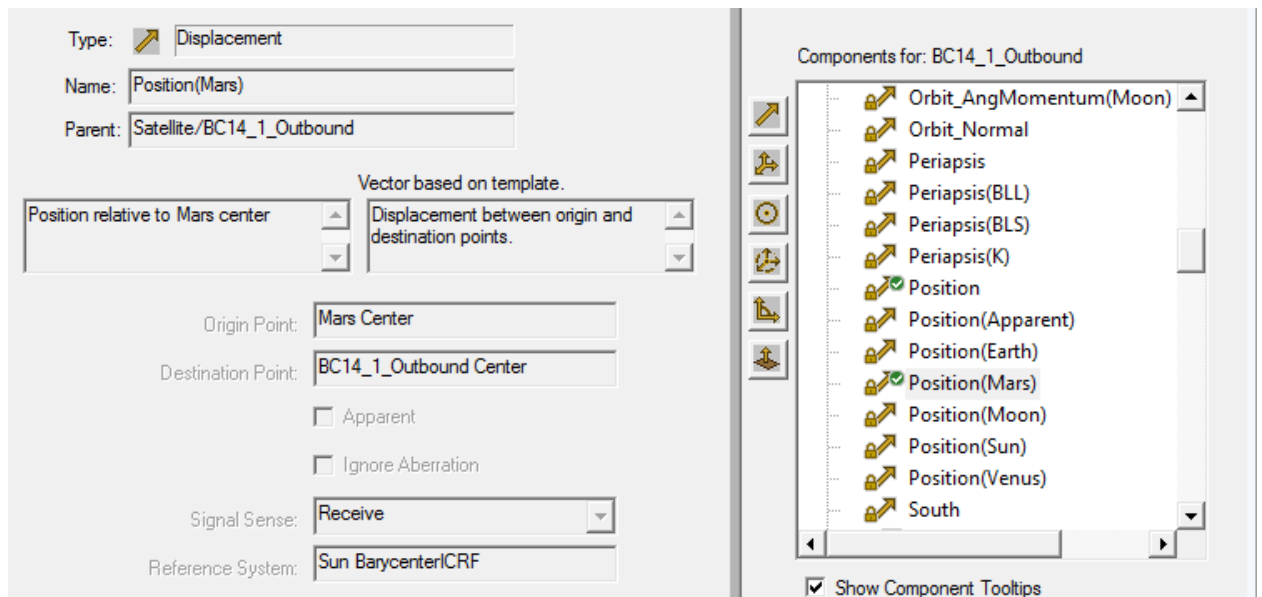 Type: Displacement
Name: Position(Mars)
Parent: Satellite/BC14_1_Outbound
Vector based on template.
Position relative to Mars center
Displacement between origin and
destination points.
Origin Point: Mars Center
Destination Point: BC14_1_Outbound Center
Apparent
Ignore Aberration
Signal Sense: Receive
Reference System: Sun BarycenterICRF
Components for: BC14_1_Outbound
Orbit_AngMomentum(Moon)
Orbit_Normal
Periapsis
Periapsis(BLL)
Periapsis(BLS)
Periapsis(K)
Position
Position(Apparent)
Position(Earth)
Position(Mars)
Position(Moon)
Position(Sun)
Position(Venus)
South
Show Component Tooltips